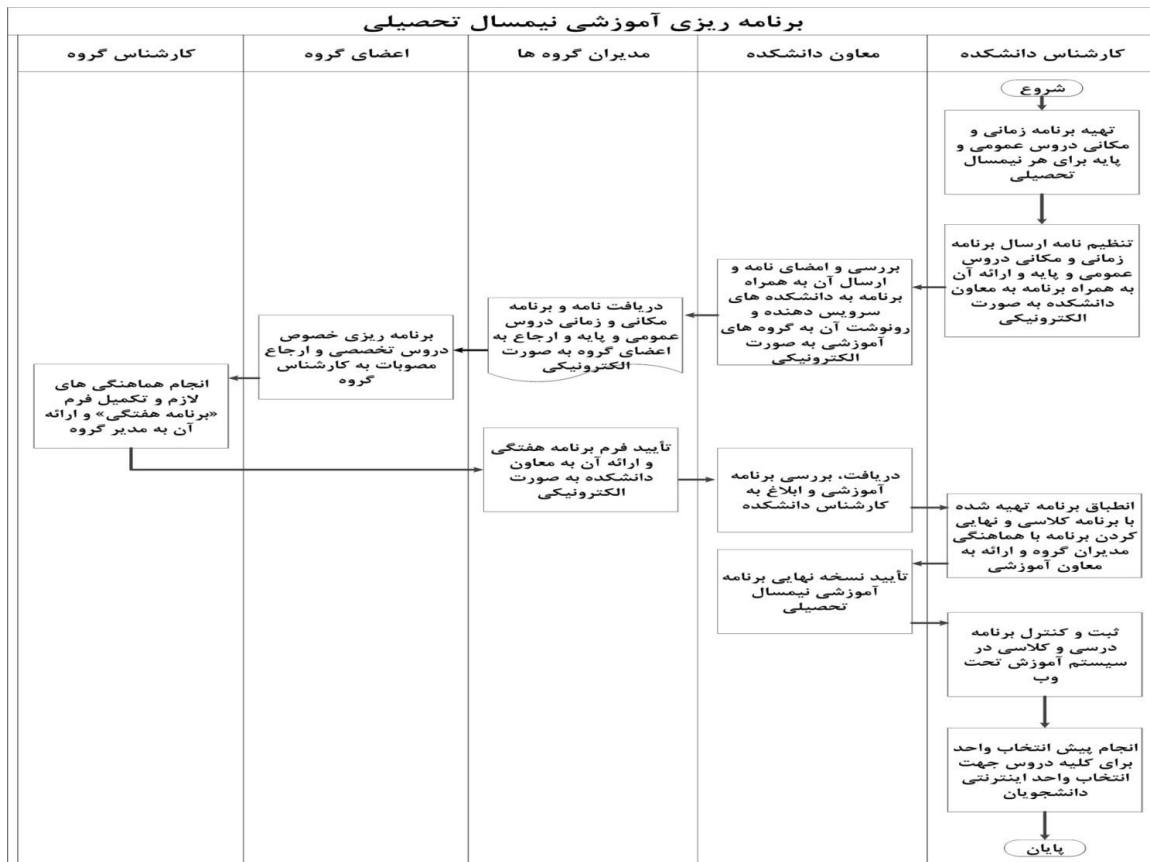 برنامه ریزی آموزشی نیمسال تحصیلی
کارشناس دانشکده
معاون دانشکده
مدیران گروه ها
اعضای گروه
کارشناس گروه
شروع
تهیه برنامه زمانی و
مکانی دروس عمومی و
پایه برای هر نیمسال
تحصیلی
تنظیم نامه ارسال برنامه
زمانی و مکانی دروس
عمومی و پایه و ارائه آن
به همراه برنامه به معاون
دانشکده به صورت
الکترونیکی
بررسی و امضای نامه و
ارسال آن به همراه
برنامه به دانشکده های
سرویس دهنده و
رونوشت آن به گروه های
آموزشی به صورت
الکترونیکی
دریافت نامه و برنامه
مکانی و زمانی دروس
عمومی و پایه و ارجاع به
اعضای گروه به صورت
الکترونیکی
برنامه ریزی خصوص
دروس تخصصی و ارجاع
مصوبات به کارشناس
گروه
انجام هماهنگی های
لازم و تکمیل فرم
«برنامه هفتگی» و ارائه
آن به مدیر گروه
تأیید فرم برنامه هفتگی
و ارائه آن به معاون
دانشکده به صورت
الکترونیکی
دریافت، بررسی برنامه
آموزشی و ابلاغ به
کارشناس دانشکده
انطباق برنامه تهیه شده
با برنامه کلاسی و نهایی
کردن برنامه با هماهنگی
مدیران گروه و ارائه به
معاون آموزشی
تأیید نسخه نهایی برنامه
آموزشی نیمسال
تحصیلی
ثبت و کنترل برنامه
درسی و کلاسی در
سیستم آموزش تحت
وب
انجام پیش انتخاب واحد
برای کلیه دروس جهت
انتخاب واحد اینترنتی
دانشجویان
پایان